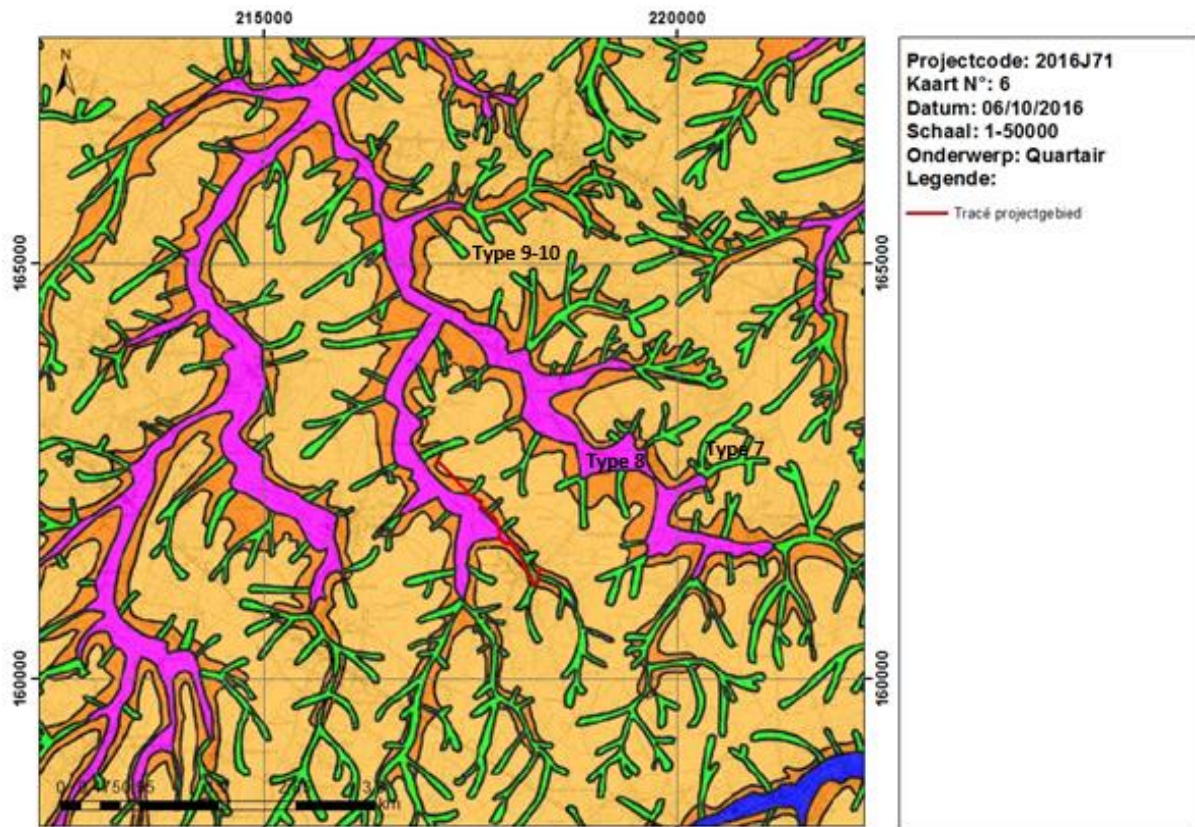 215000 220000
N
Projectcode: 2016J71
Kaart N°: 6
Datum: 06/10/2016
Schaal: 1-50000
Onderwerp: Quartair
Legende:
Tracé projectgebied
165000 165000
Type 9-10
Type 8
Type 7
160000 160000
km